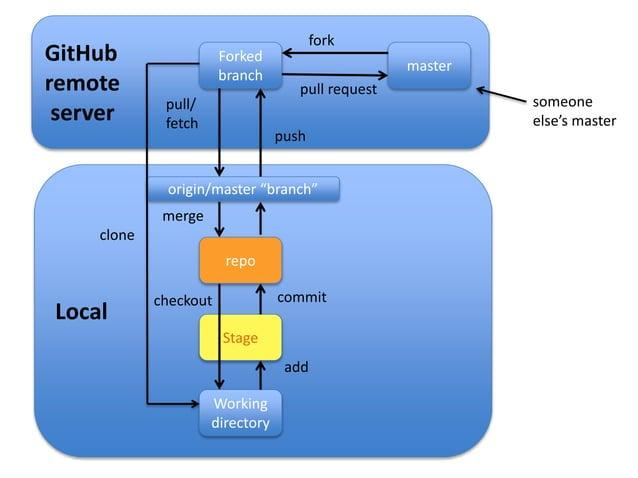 GitHub
remote
server
fork
Forked
branch
master
pull request
someone
else’s master
pull/
fetch
push
origin/master “branch”
merge
clone
repo
Local
checkout
commit
Stage
add
Working
directory